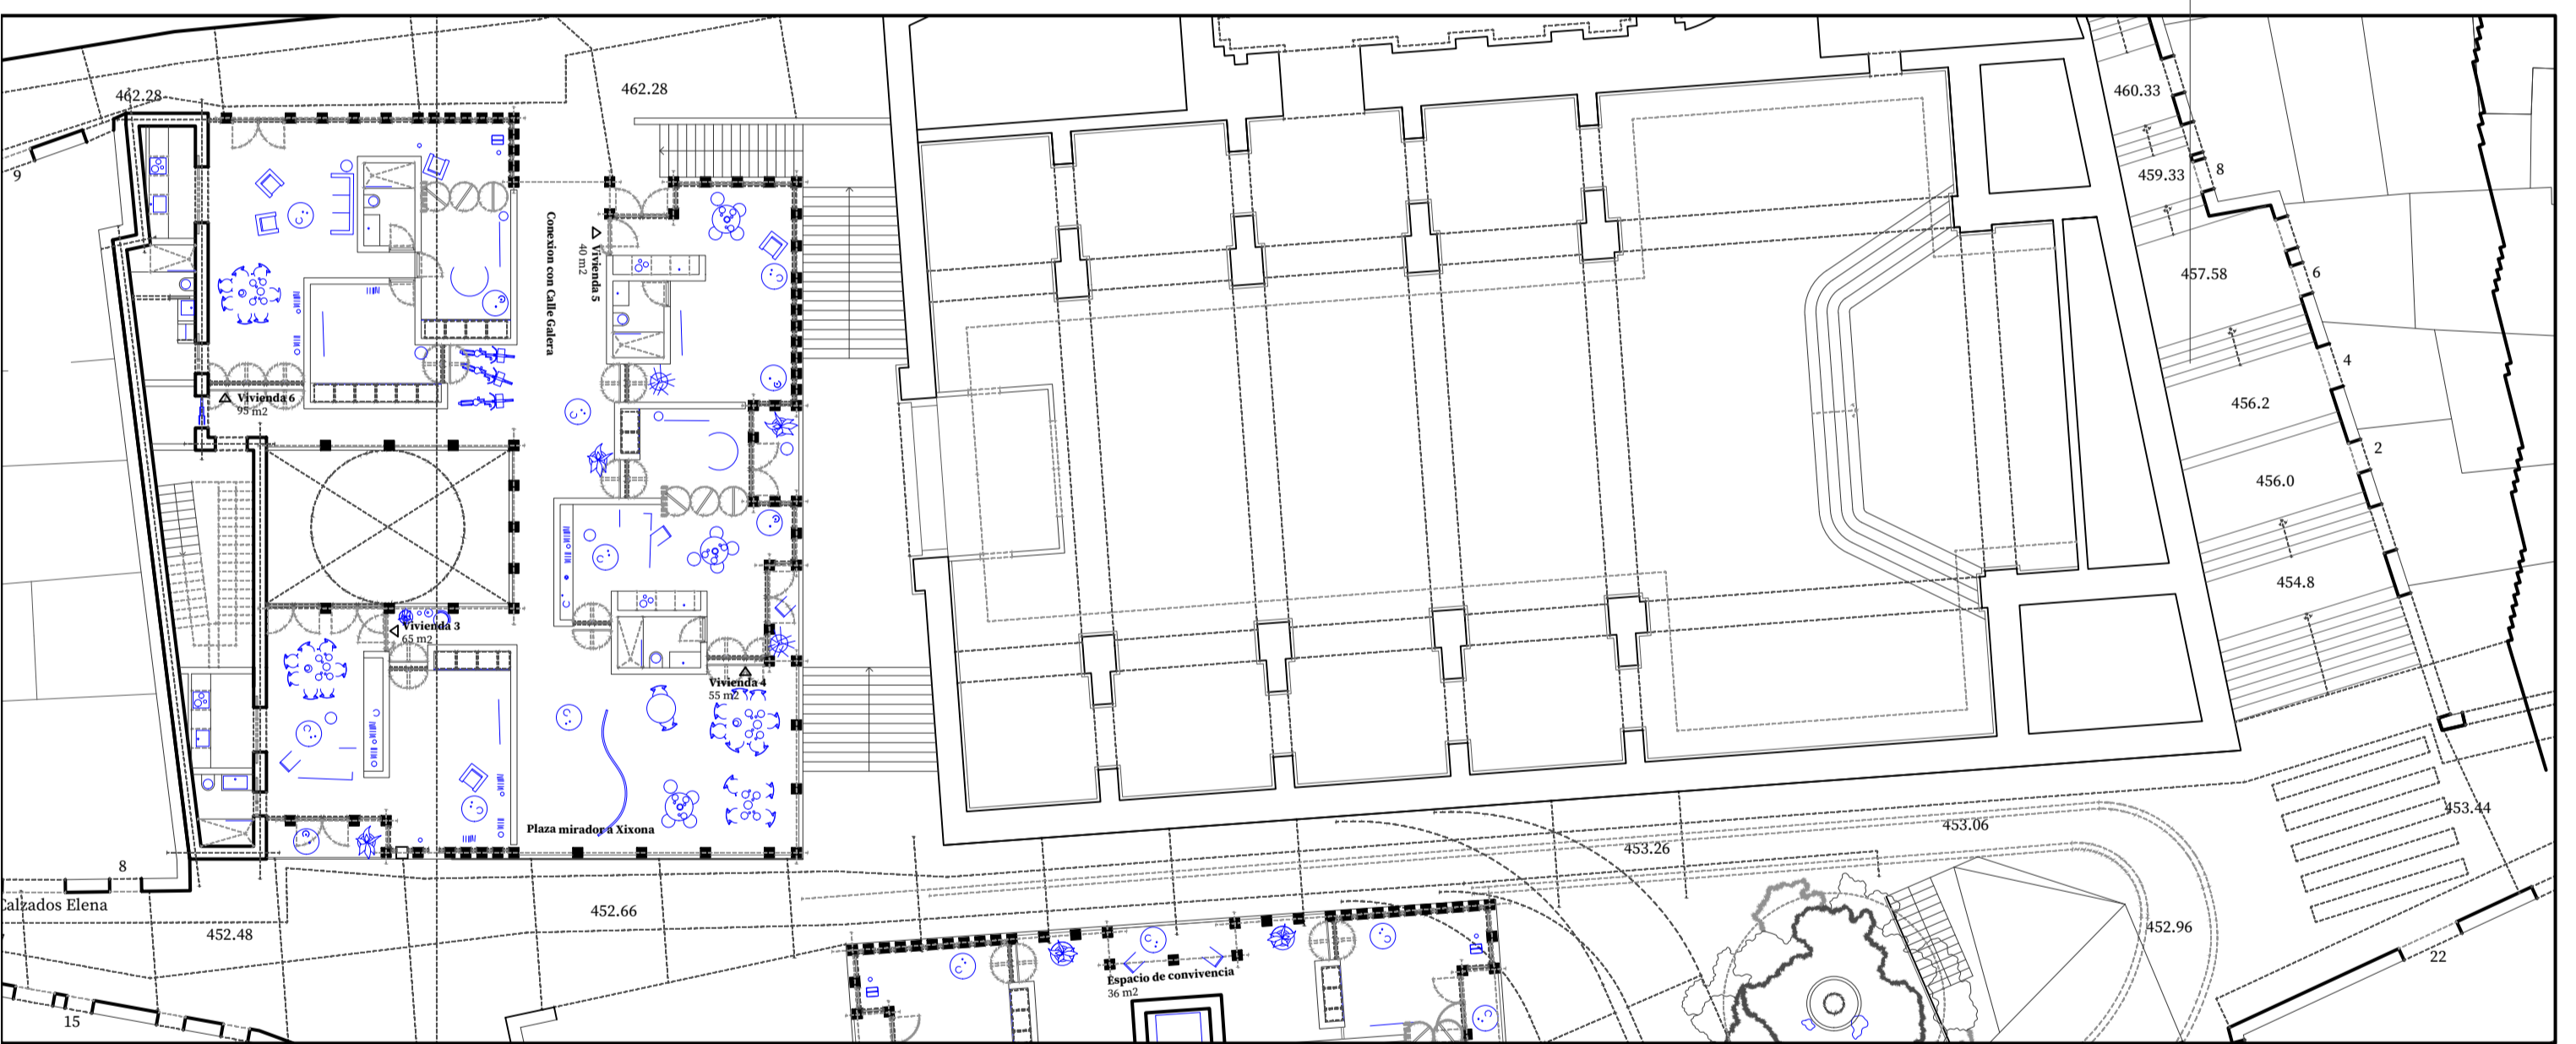 462.28
462.28
460.33
9
459.33
8
Conexion con Calle Galera
Vivienda 5
40 m2
457.58
6
4
Vivienda 6
95 m2
456.2
2
456.0
454.8
Vivienda 3
65 m2
Vivienda 4
55 m2
453.44
Plaza mirador a Xixona
453.06
453.26
8
Calzados Elena
452.66
452.48
452.96
22
Espacio de convivencia
36 m2
15